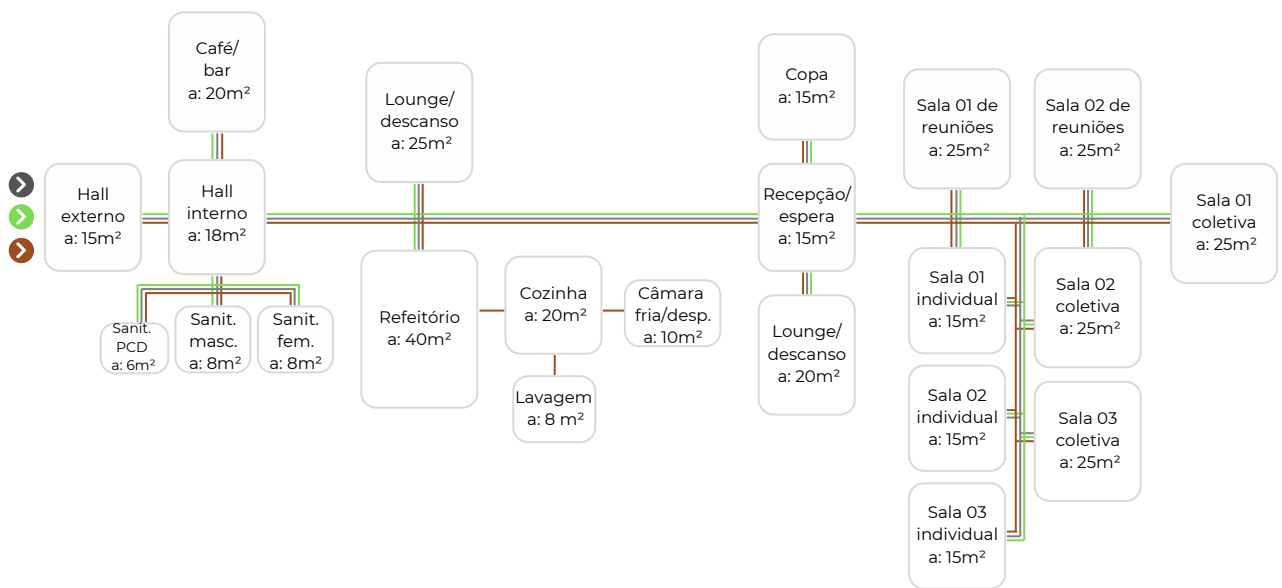 Café/
bar
a: 20m²
Lounge/
descanso
a: 25m²
Copa
a: 15m²
Sala 01 de
reuniões
a: 25m²
Sala 02 de
reuniões
a: 25m²
Hall
externo
a: 15m²
Hall
interno
a: 18m²
Recepção/
espera
a: 15m²
Sala 01
coletiva
a: 25m²
Sanit.
PCD
a: 6m²
Sanit.
masc.
a: 8m²
Sanit.
fem.
a: 8m²
Refeitório
a: 40m²
Cozinha
a: 20m²
Câmara
fria/desp.
a: 10m²
Lavagem
a: 8 m²
Lounge/
descanso
a: 20m²
Sala 01
individual
a: 15m²
Sala 02
coletiva
a: 25m²
Sala 02
individual
a: 15m²
Sala 03
coletiva
a: 25m²
Sala 03
individual
a: 15m²